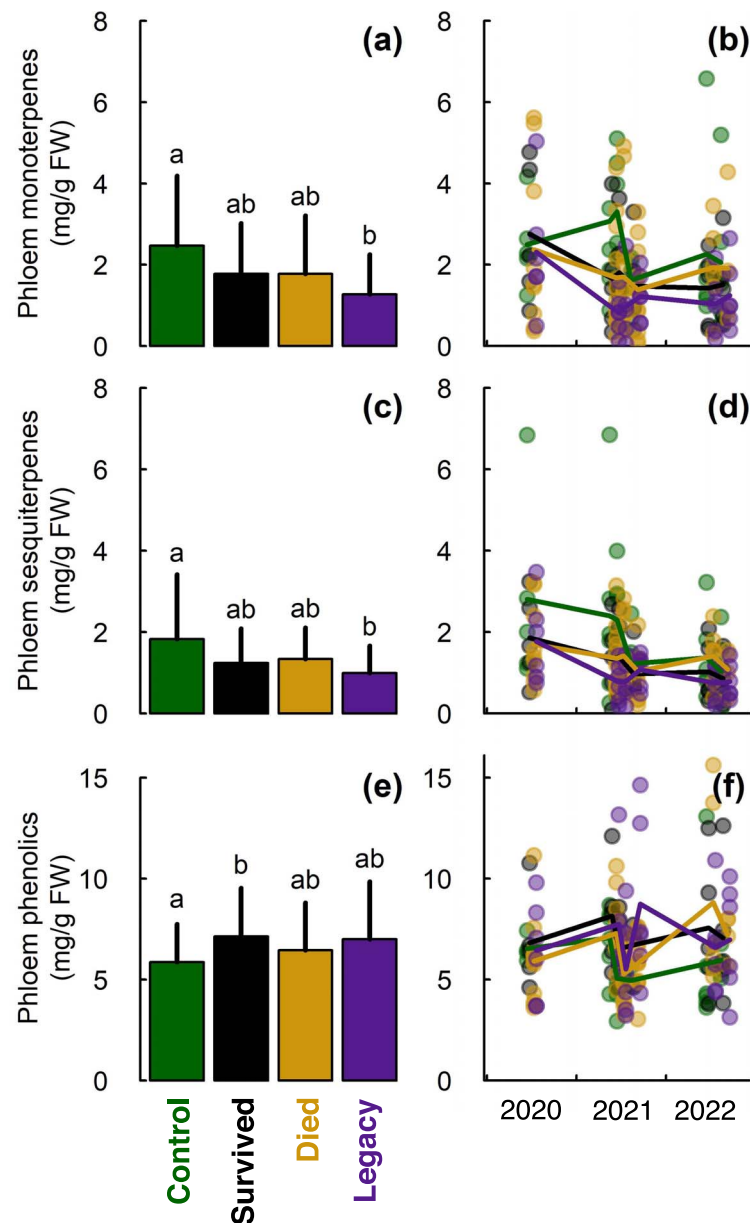 Phloem monoterpenes
(mg/g FW)
8
6
4
2
0
(a)
a
ab
ab
b
(b)
8
6
4
2
0
Phloem sesquiterpenes
(mg/g FW)
8
6
4
2
0
(c)
a
ab
ab
b
(d)
8
6
4
2
0
Phloem phenolics
(mg/g FW)
15
10
5
0
(e)
a
b
ab
ab
(f)
15
10
5
0
Control
Survived
Died
Legacy
2020
2021
2022